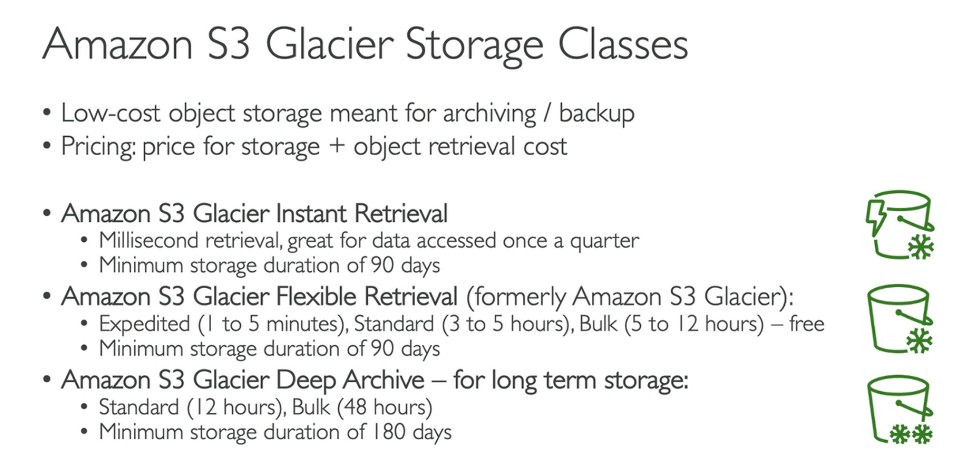 Amazon S3 Glacier Storage Classes
• Low-cost object storage meant for archiving / backup
• Pricing: price for storage + object retrieval cost
• Amazon S3 Glacier Instant Retrieval
• Millisecond retrieval, great for data accessed once a quarter
• Minimum storage duration of 90 days
• Amazon S3 Glacier Flexible Retrieval (formerly Amazon S3 Glacier):
• Expedited (1 to 5 minutes), Standard (3 to 5 hours), Bulk (5 to 12 hours) – free
• Minimum storage duration of 90 days
• Amazon S3 Glacier Deep Archive – for long term storage:
• Standard (12 hours), Bulk (48 hours)
• Minimum storage duration of 180 days